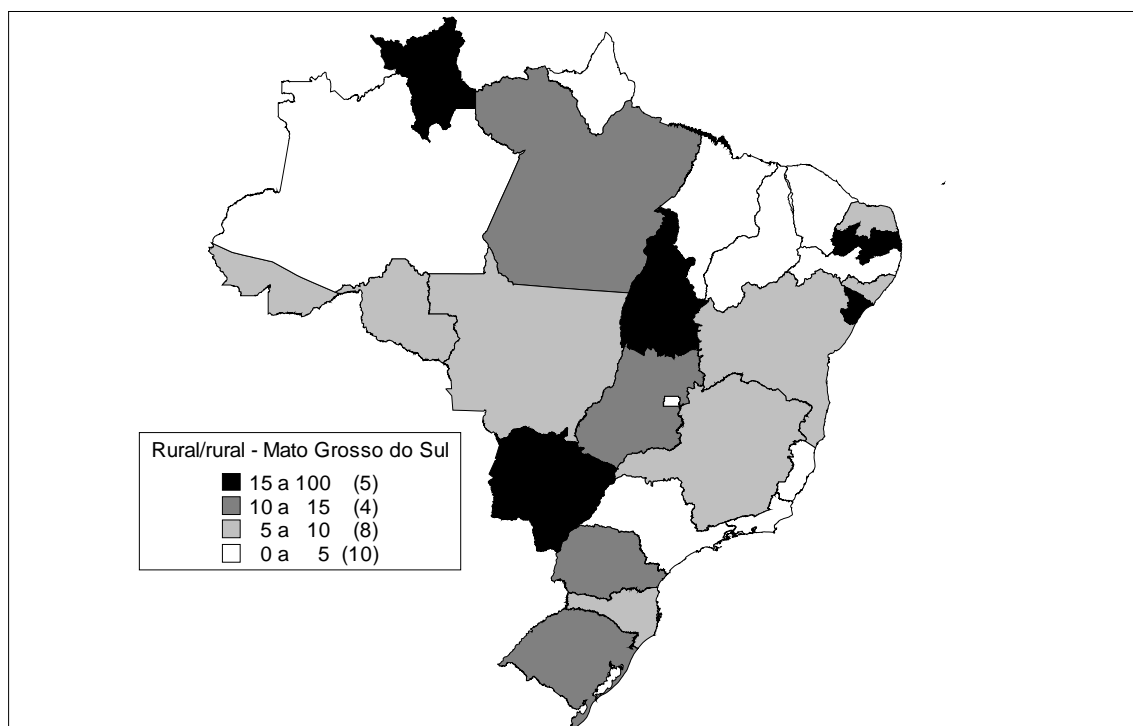 Rural/rural - Mato Grosso do Sul
15 a 100 (5)
10 a 15 (4)
5 a 10 (8)
0 a 5 (10)